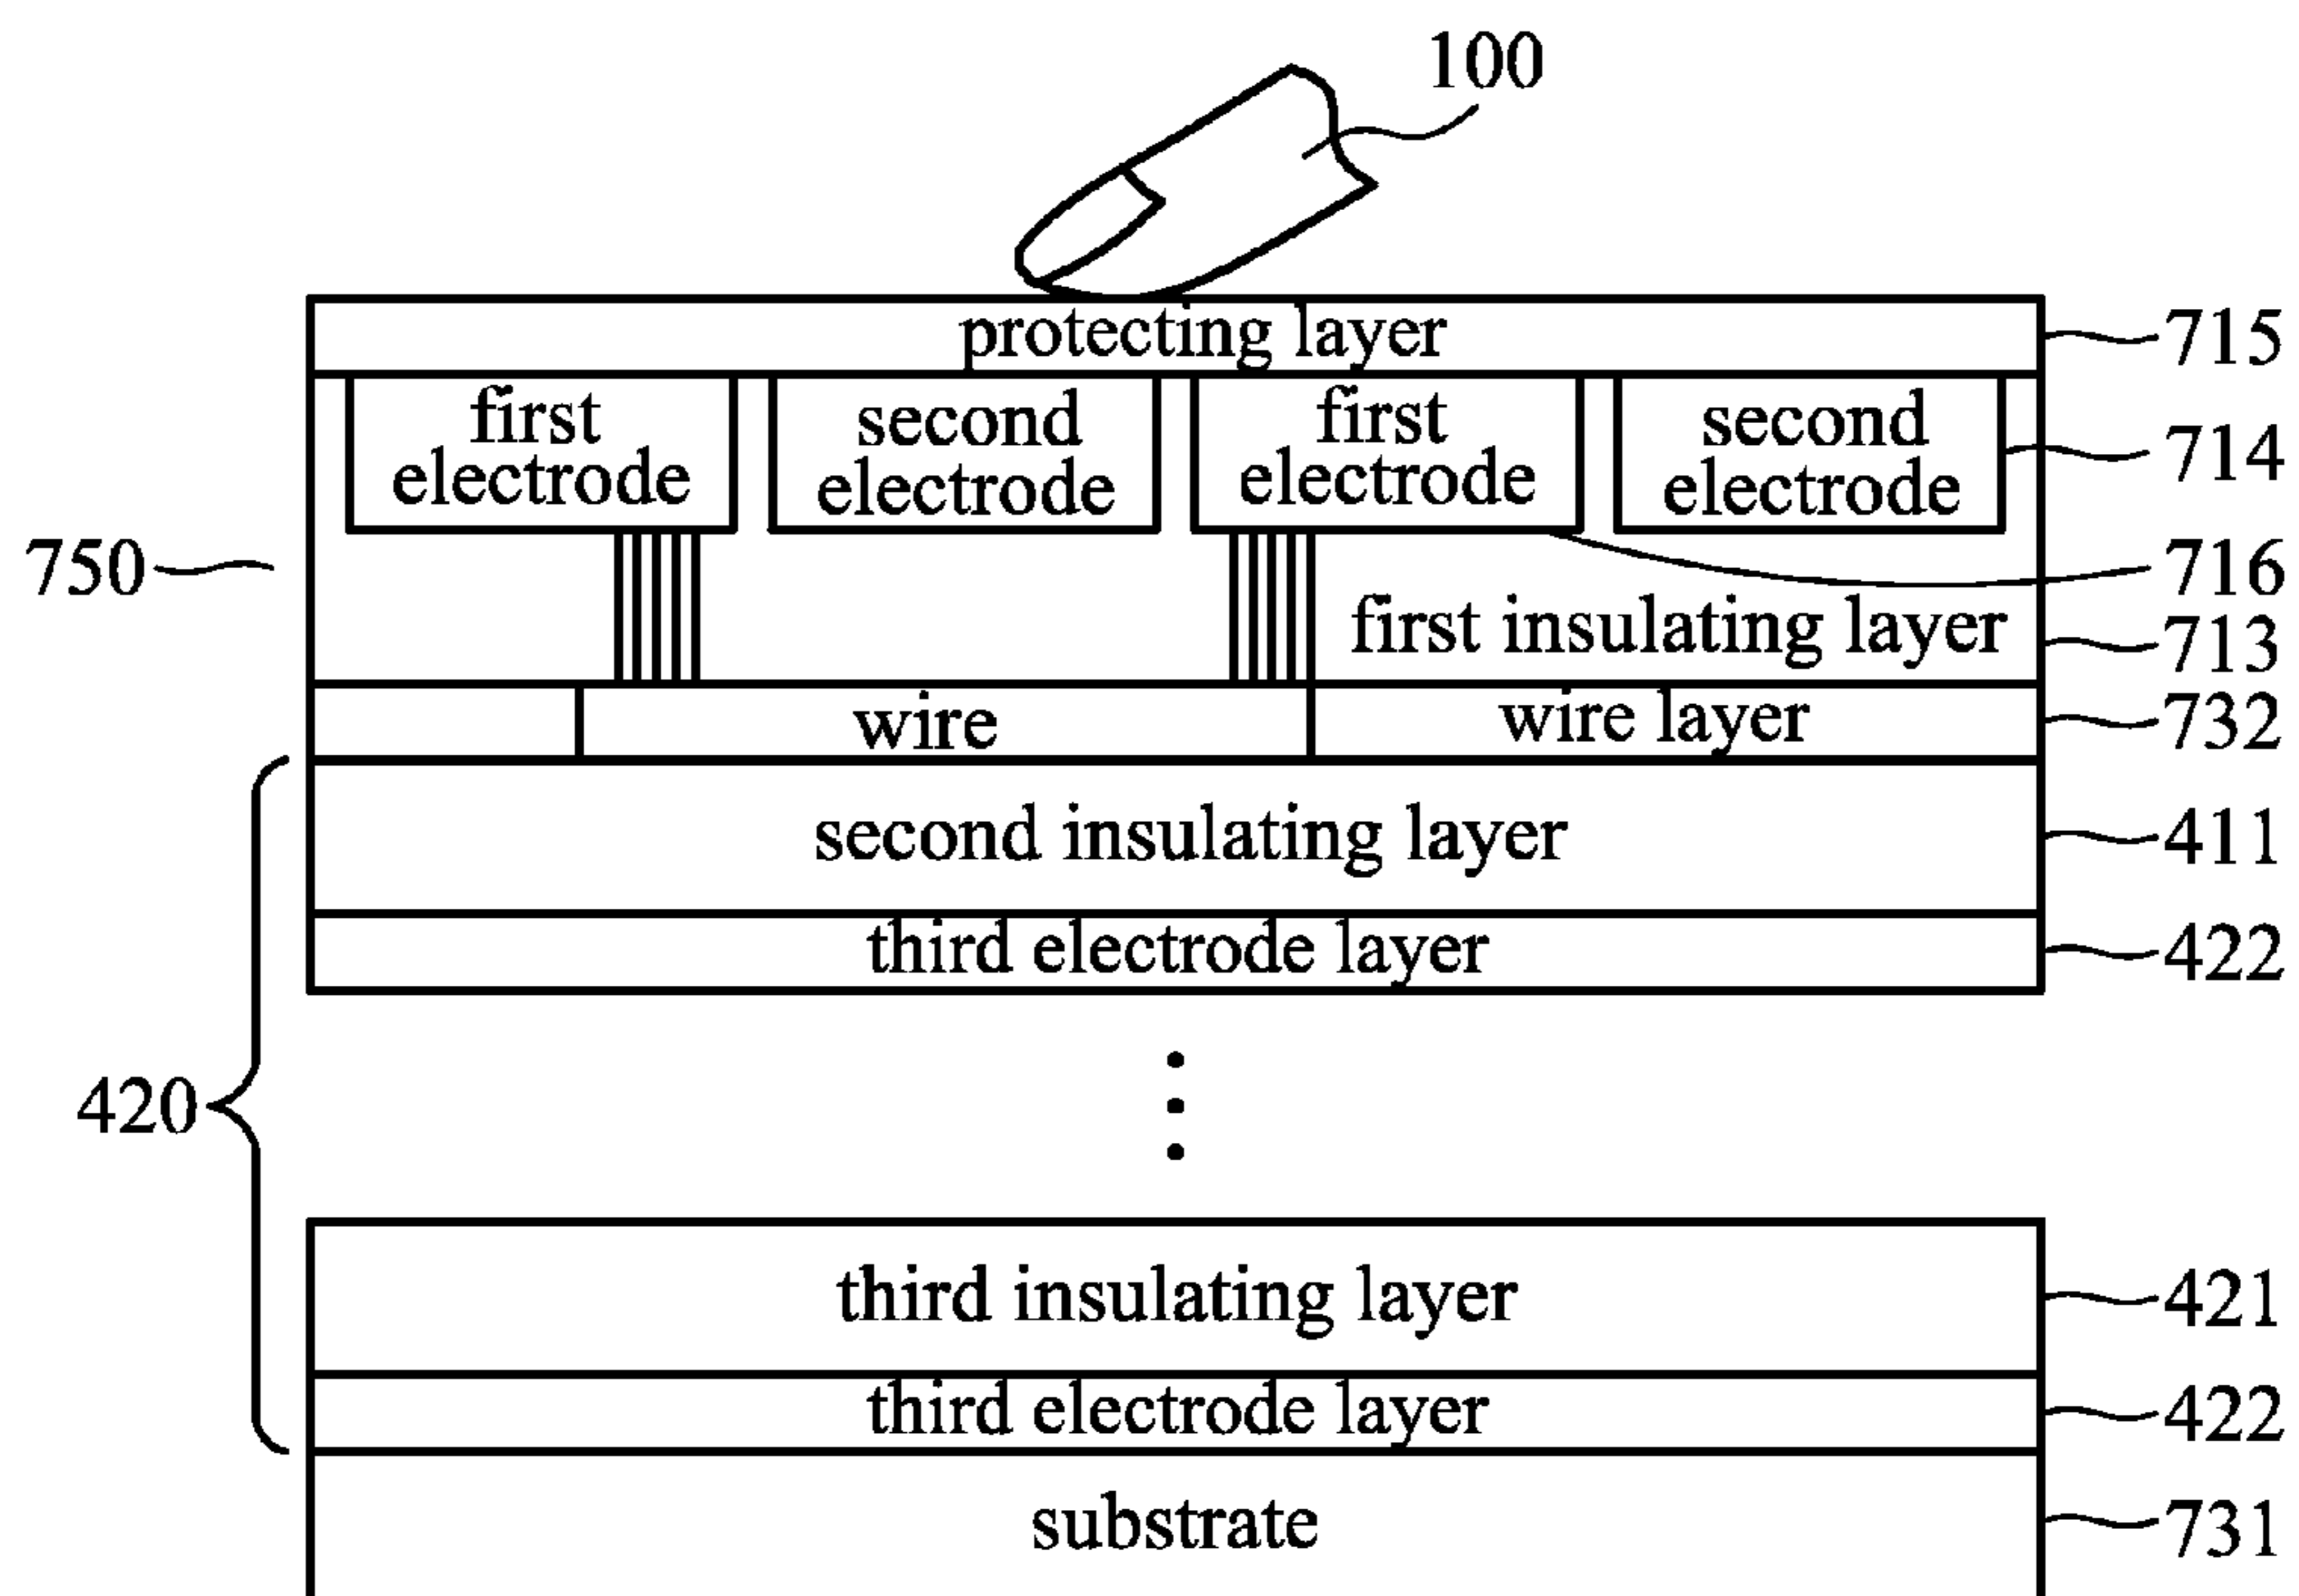 100
protecting layer
715
first
electrode
second
electrode
first
electrode
second
electrode
714
750
716
first insulating layer
713
wire
wire layer
732
second insulating layer
411
third electrode layer
422
420
third insulating layer
421
third electrode layer
422
substrate
731